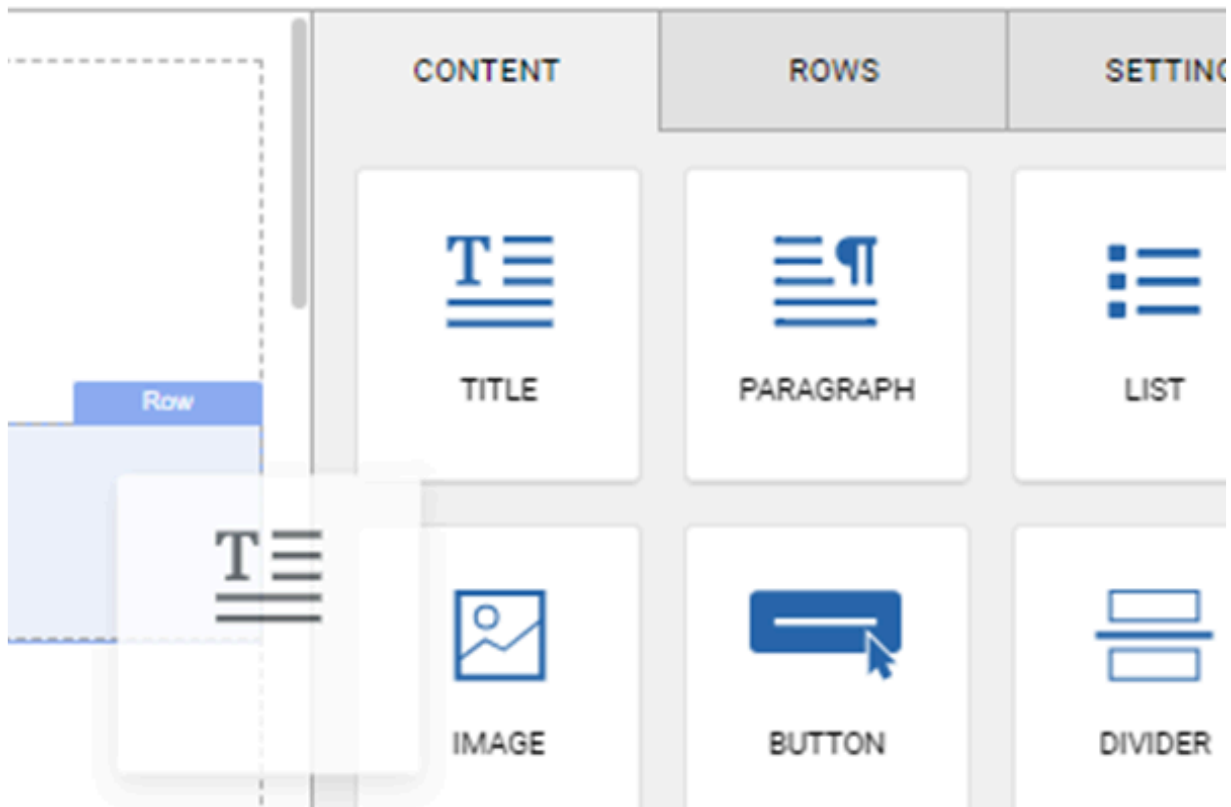 CONTENT
ROWS
SETTING
TITLE
PARAGRAPH
LIST
Row
IMAGE
BUTTON
DIVIDER